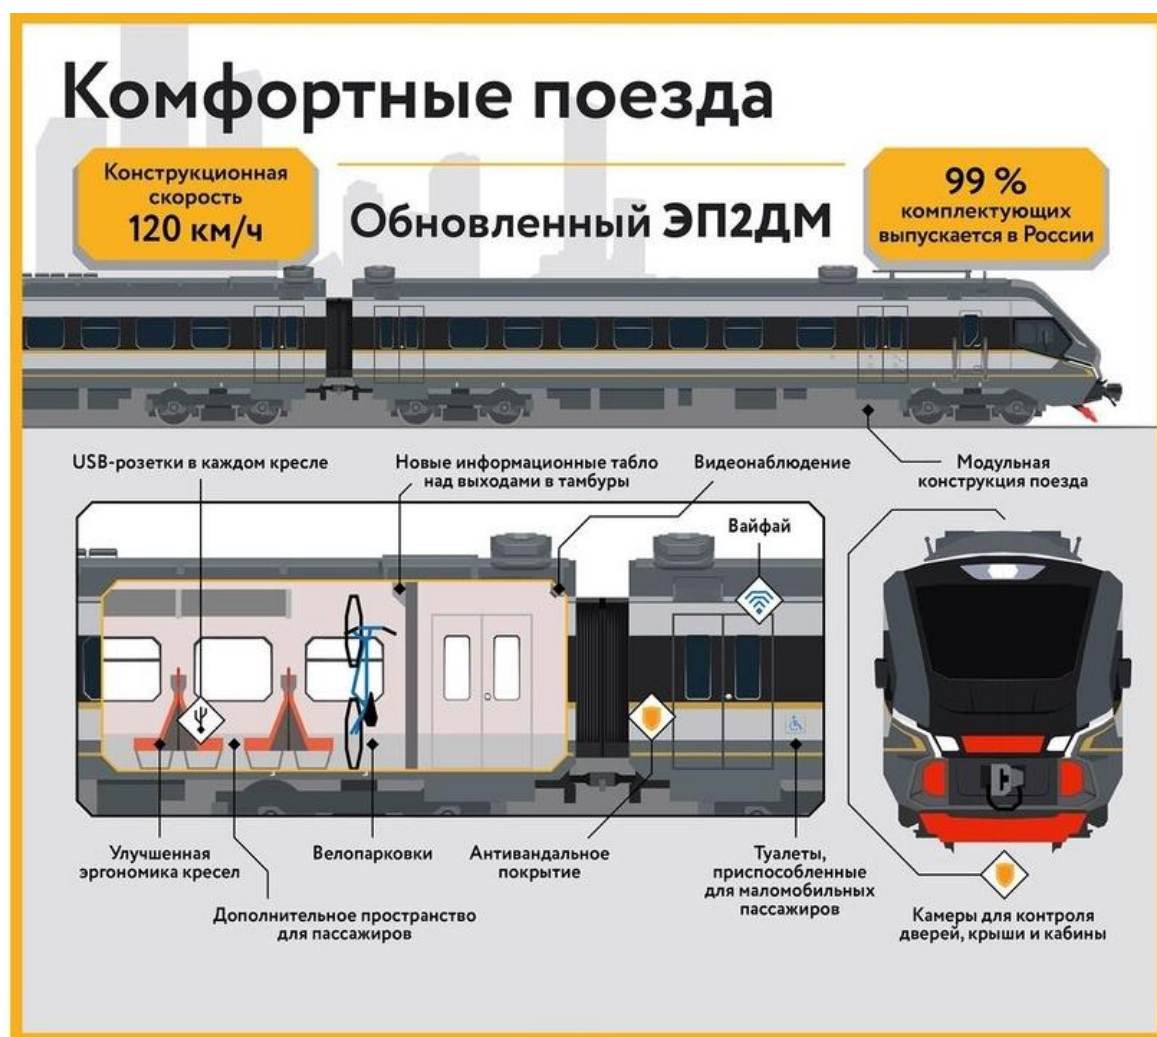 Комфортные поезда
Конструкционная
скорость
120 км/ч
Обновленный ЭП2ДМ
99 %
комплектующих
выпускается в России
USB-розетки в каждом кресле
Новые информационные табло
над выходами в тамбуры
Видеонаблюдение
Модульная
конструкция поезда
Вайфай
Улучшенная
эргономика кресел
Дополнительное пространство
для пассажиров
Велопарковки
Антивандальное
покрытие
Туалеты,
приспособленные
для маломобильных
пассажиров
Камеры для контроля
дверей, крыши и кабины